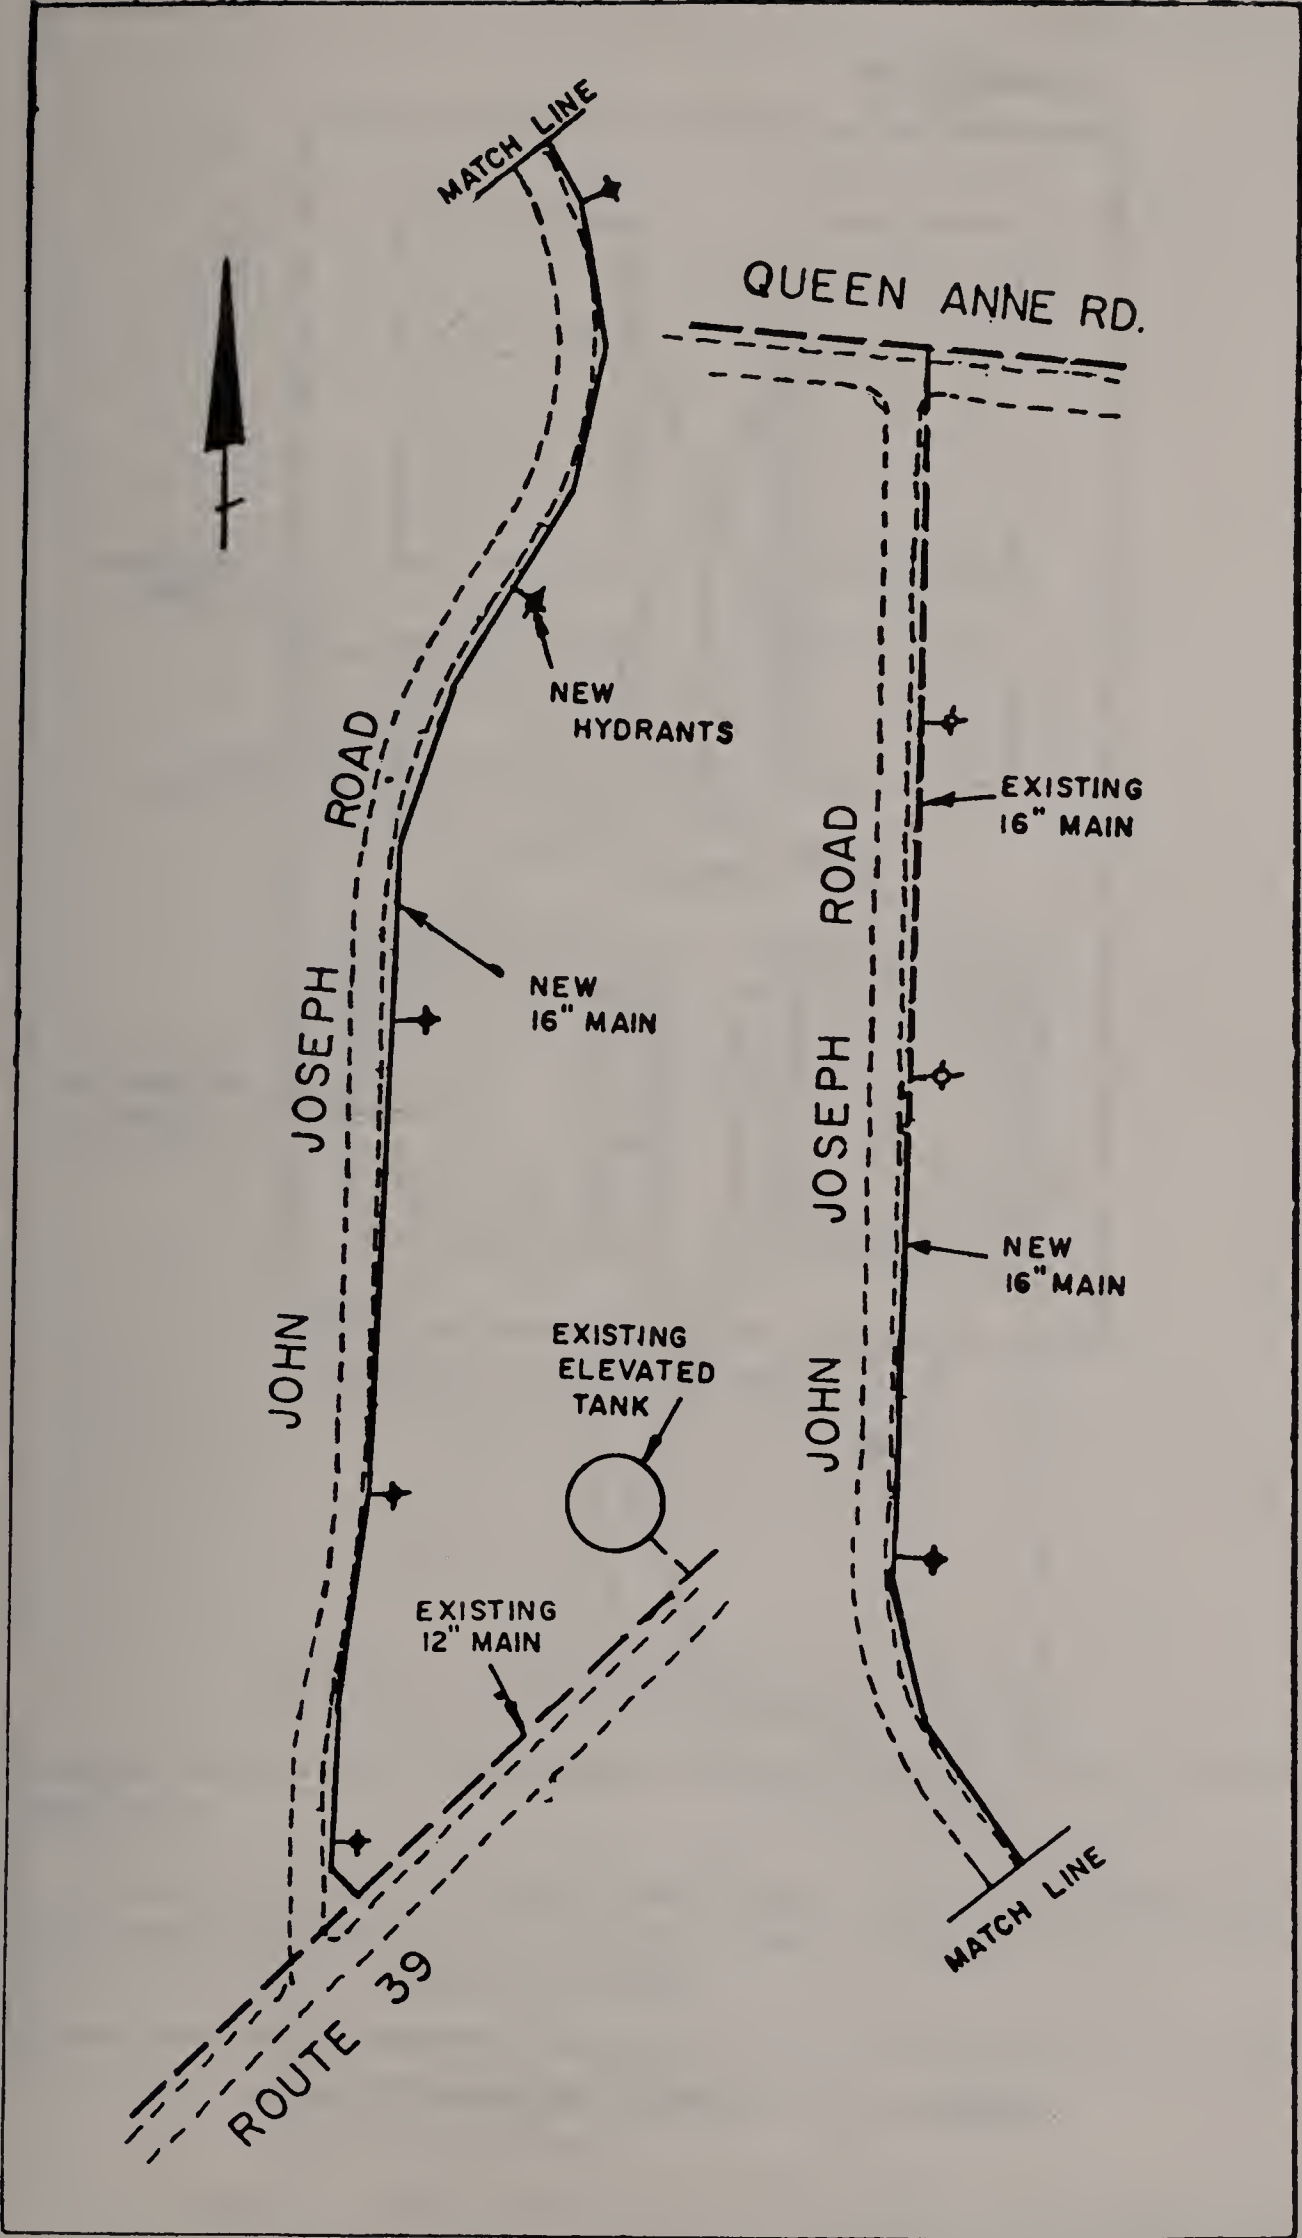 MATCH LINE
QUEEN ANNE RD.
NEW
HYDRANTS
JOHN JOSEPH ROAD
NEW
16" MAIN
EXISTING
16" MAIN
JOHN JOSEPH ROAD
NEW
16" MAIN
EXISTING
ELEVATED
TANK
EXISTING
12" MAIN
MATCH LINE
ROUTE 39